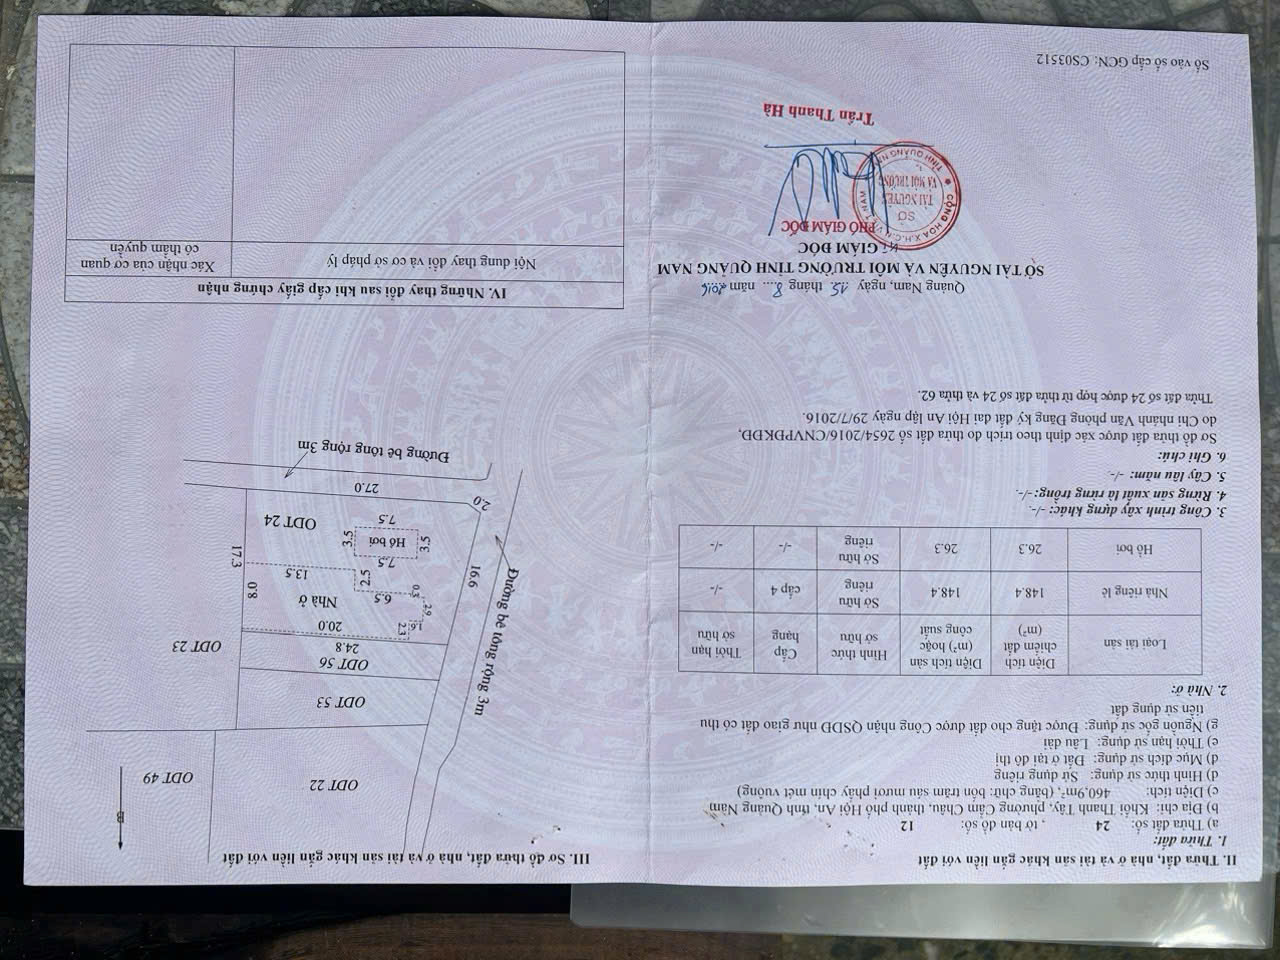 II. Thửa đất, nhà ở và tài sản gắn khác liền với đất
1. Thửa đất:
a) Thửa đất số: 24 , tờ bản đồ số: 12
b) Địa chỉ: Khối Thanh Tây, phường Cẩm Châu, thành phố Hội An, tỉnh Quảng Nam
c) Diện tích: 460,9m², (bằng chữ: bốn trăm sáu mươi phẩy chín mét vuông)
d) Hình thức sử dụng: Sử dụng riêng
đ) Mục đích sử dụng: Đất ở tại đô thị
e) Thời hạn sử dụng: Lâu dài
g) Nguồn gốc sử dụng: Được tặng cho đất được Công nhận QSDĐ như giao đất có thu
tiền sử dụng đất
2. Nhà ở:
Loại tài sản
Diện tích
chiếm đất
(m²)
Diện tích sàn
(m²) hoặc
công suất
Hình thức
sở hữu
Cấp
hạng
Thời hạn
sở hữu
Nhà riêng lẻ
148.4
148.4
Sở hữu
riêng
cấp 4
-/-
Hồ bơi
26.3
26.3
Sở hữu
riêng
-/-
-/-
3. Công trình xây dựng khác: -/-.
4. Rừng sản xuất là rừng trồng:-/-.
5. Cây lâu năm: -/-.
6. Ghi chú:
Sơ đồ thửa đất được xác định theo trích đo thửa đất số 2654/2016/CNVPĐKĐĐ,
do Chi nhánh Văn phòng Đăng ký đất đai Hội An lập ngày 29/7/2016.
Thửa đất số 24 được hợp từ thửa đất số 24 và thửa 62.
Quảng Nam, ngày 15 tháng 8 năm 2016
SỞ TÀI NGUYÊN VÀ MÔI TRƯỜNG TỈNH QUẢNG NAM
GIÁM ĐỐC
PHÓ GIÁM ĐỐC
CỘNG HOÀ X.H.C.N VIỆT NAM
SỞ
TÀI NGUYÊN
VÀ MÔI TRƯỜNG
TỈNH QUẢNG
Trần Thanh Hà
Số vào sổ cấp GCN: CS03512
III. Sơ đồ thửa đất, nhà ở và tài sản gắn khác liền với đất
B
ODT 22
ODT 49
ODT 53
ODT 56
ODT 23
24.8
20.0
2.3
1.6
2.9
0.3
Nhà ở
6.5
8.0
13.5
2.5
7.5
17.3
3.5
Hồ bơi
3.5
7.5
ODT 24
16.6
2.0
27.0
Đường bê tông rộng 3m
Đường bê tông rộng 3m
IV. Những thay đổi sau khi cấp giấy chứng nhận
Nội dung thay đổi và cơ sở pháp lý
Xác nhận của cơ quan
có thẩm quyền